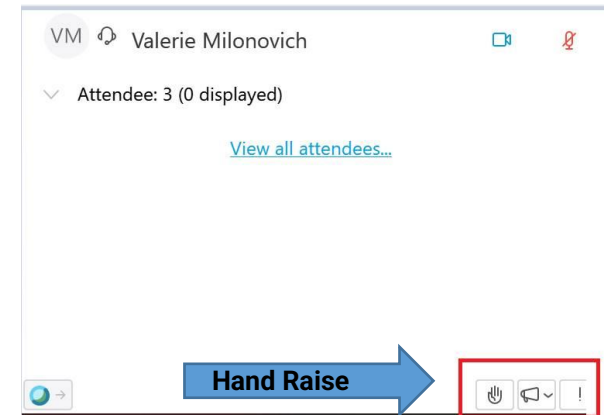 VM Valerie Milonovich
Attendee: 3 (0 displayed)
View all attendees...
Hand Raise